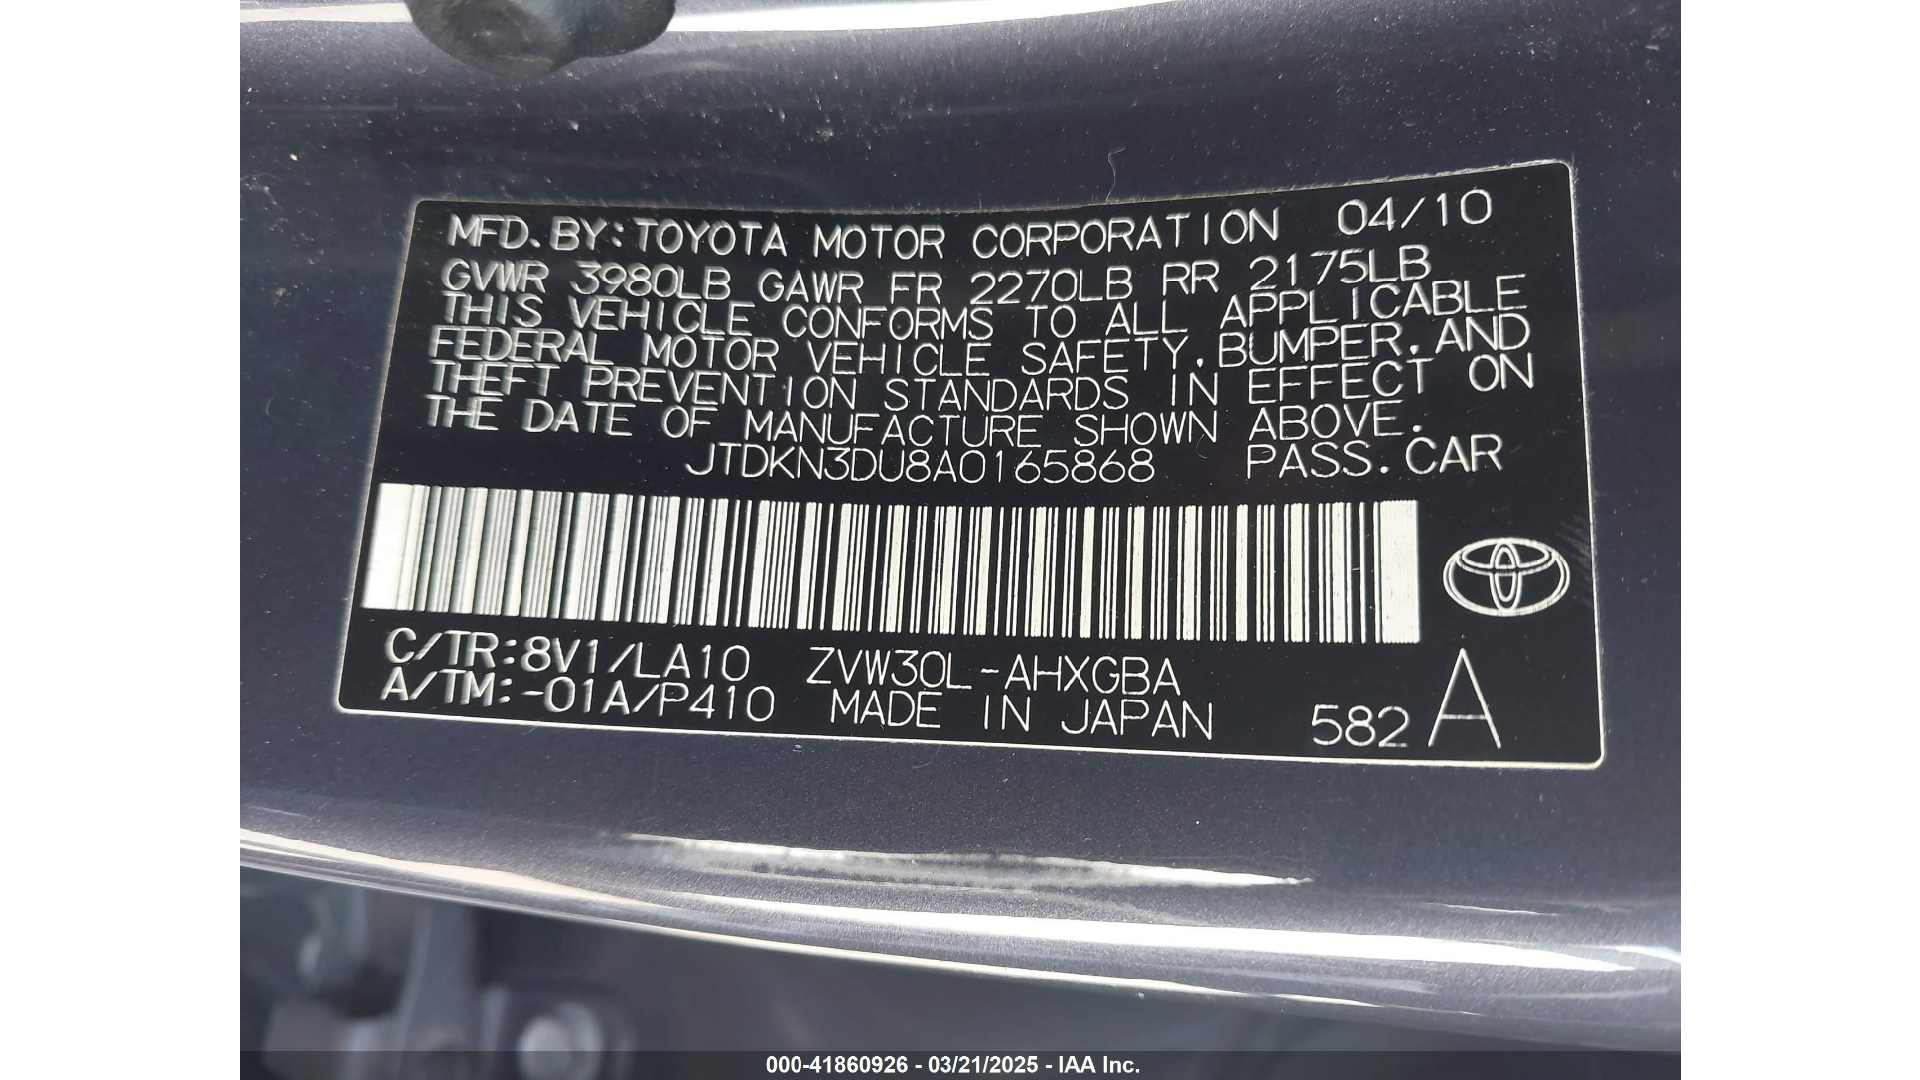 MFD. BY: TOYOTA MOTOR CORPORATION 04/10
GVWR 3980LB GAWR FR 2270LB RR 2175LB
THIS VEHICLE CONFORMS TO ALL APPLICABLE
FEDERAL MOTOR VEHICLE SAFETY, BUMPER, AND
THEFT PREVENTION STANDARDS IN EFFECT ON
THE DATE OF MANUFACTURE SHOWN ABOVE.
JTDKN3DU8A0165868 PASS. CAR
C/TR:8V1/LA10 ZVW30L-AHXGBA
A/TM:-01A/P410 MADE IN JAPAN
582 A
000-41860926 - 03/21/2025 - IAA Inc.